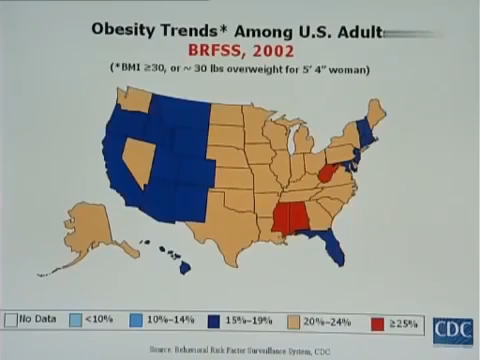 Obesity Trends* Among U.S. Adult
BRFSS, 2002
(*BMI ≥30, or ~ 30 lbs overweight for 5' 4" woman)
No Data <10% 10%–14% 15%–19% 20%–24% ≥25%
CDC
Source: Behavioral Risk Factor Surveillance System, CDC